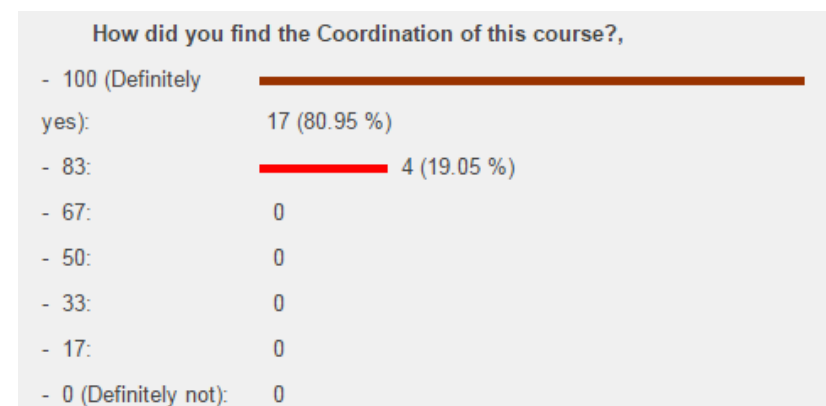 How did you find the Coordination of this course?,
- 100 (Definitely
yes): 17 (80.95 %)
- 83: 4 (19.05 %)
- 67: 0
- 50: 0
- 33: 0
- 17: 0
- 0 (Definitely not): 0